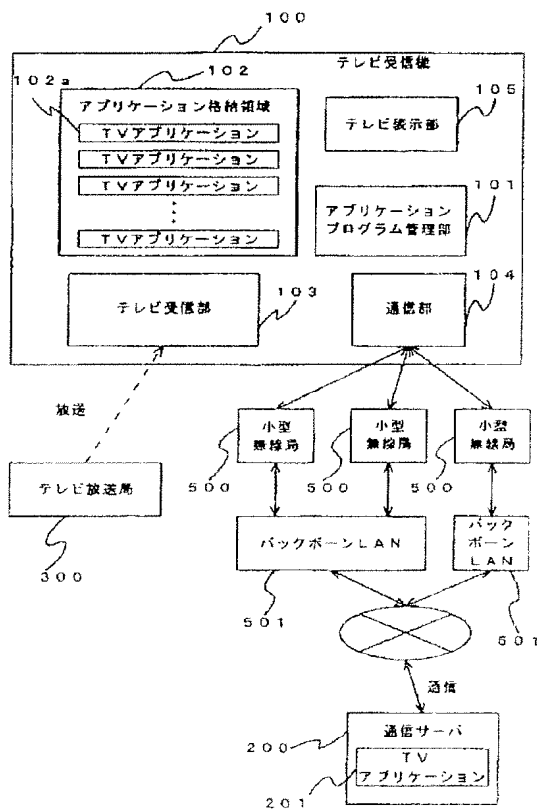 100
テレビ受信機
102
102a
アプリケーション格納領域
TVアプリケーション
TVアプリケーション
TVアプリケーション
TVアプリケーション
105
テレビ表示部
101
アプリケーション
プログラム管理部
103
テレビ受信部
104
通信部
放送
テレビ放送局
300
小型
無線局
小型
無線局
小型
無線局
500
500
500
バックボーンLAN
バック
ボーン
LAN
501
501
通信
200
通信サーバ
TV
アプリケーション
201